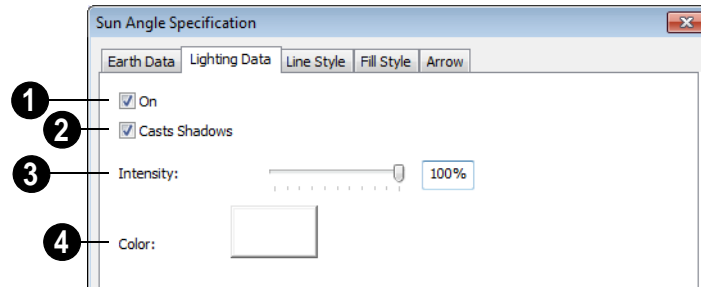 Sun Angle Specification
Earth Data Lighting Data Line Style Fill Style Arrow
1 On
2 Casts Shadows
3 Intensity: 100%
4 Color: